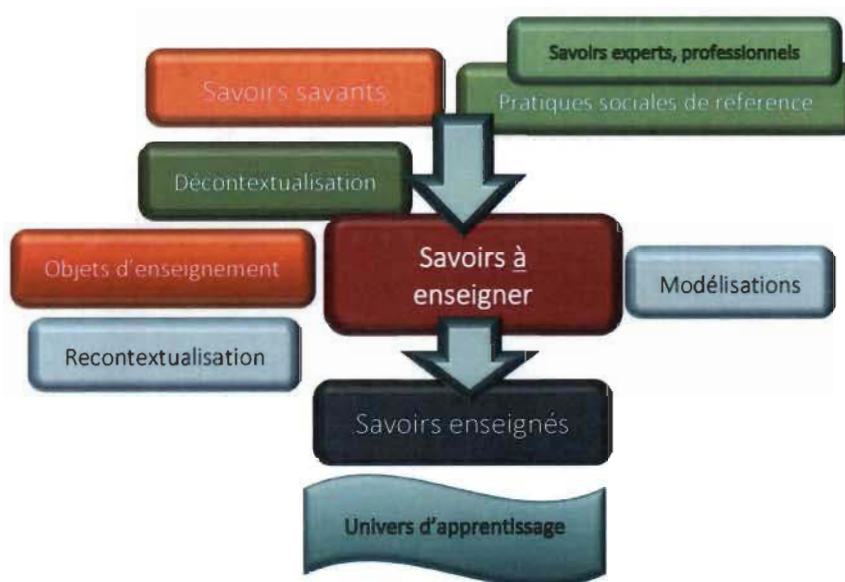 Savoirs experts, professionnels
Savoirs savants
Pratiques sociales de référence
Décontextualisation
Savoirs à
enseigner
Objets d'enseignement
Modélisations
Recontextualisation
Savoirs enseignés
Univers d'apprentissage